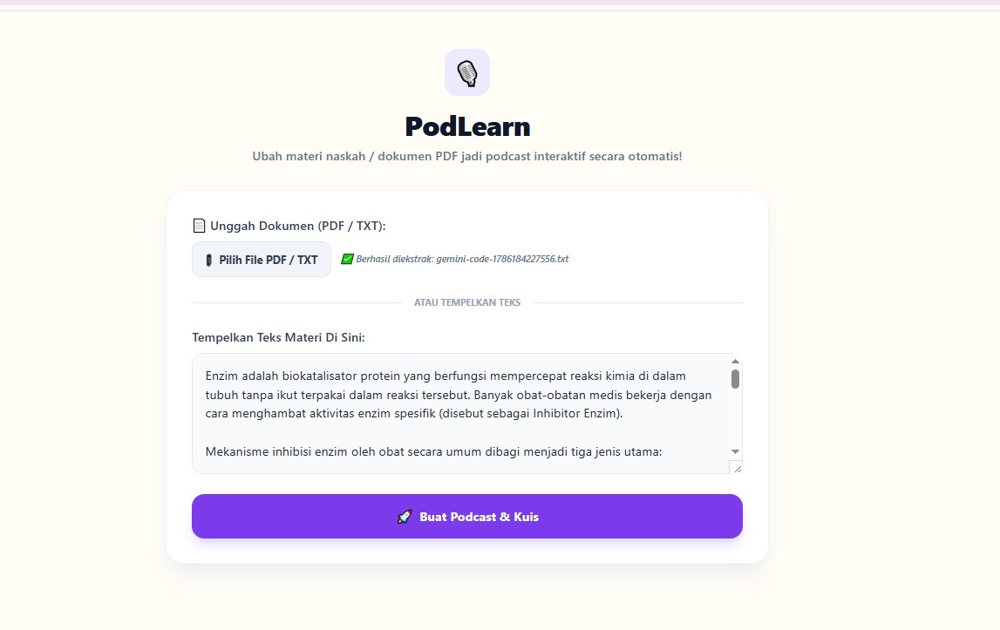 PodLearn
Ubah materi naskah / dokumen PDF jadi podcast interaktif secara otomatis!
Unggah Dokumen (PDF / TXT):
Pilih File PDF / TXT
Berhasil diekstrak: gemini-code-1786184227556.txt
ATAU TEMPELKAN TEKS
Tempelkan Teks Materi Di Sini:
Enzim adalah biokatalisator protein yang berfungsi mempercepat reaksi kimia di dalam
tubuh tanpa ikut terpakai dalam reaksi tersebut. Banyak obat-obatan medis bekerja dengan
cara menghambat aktivitas enzim spesifik (disebut sebagai Inhibitor Enzim).
Mekanisme inhibisi enzim oleh obat secara umum dibagi menjadi tiga jenis utama:
Buat Podcast & Kuis